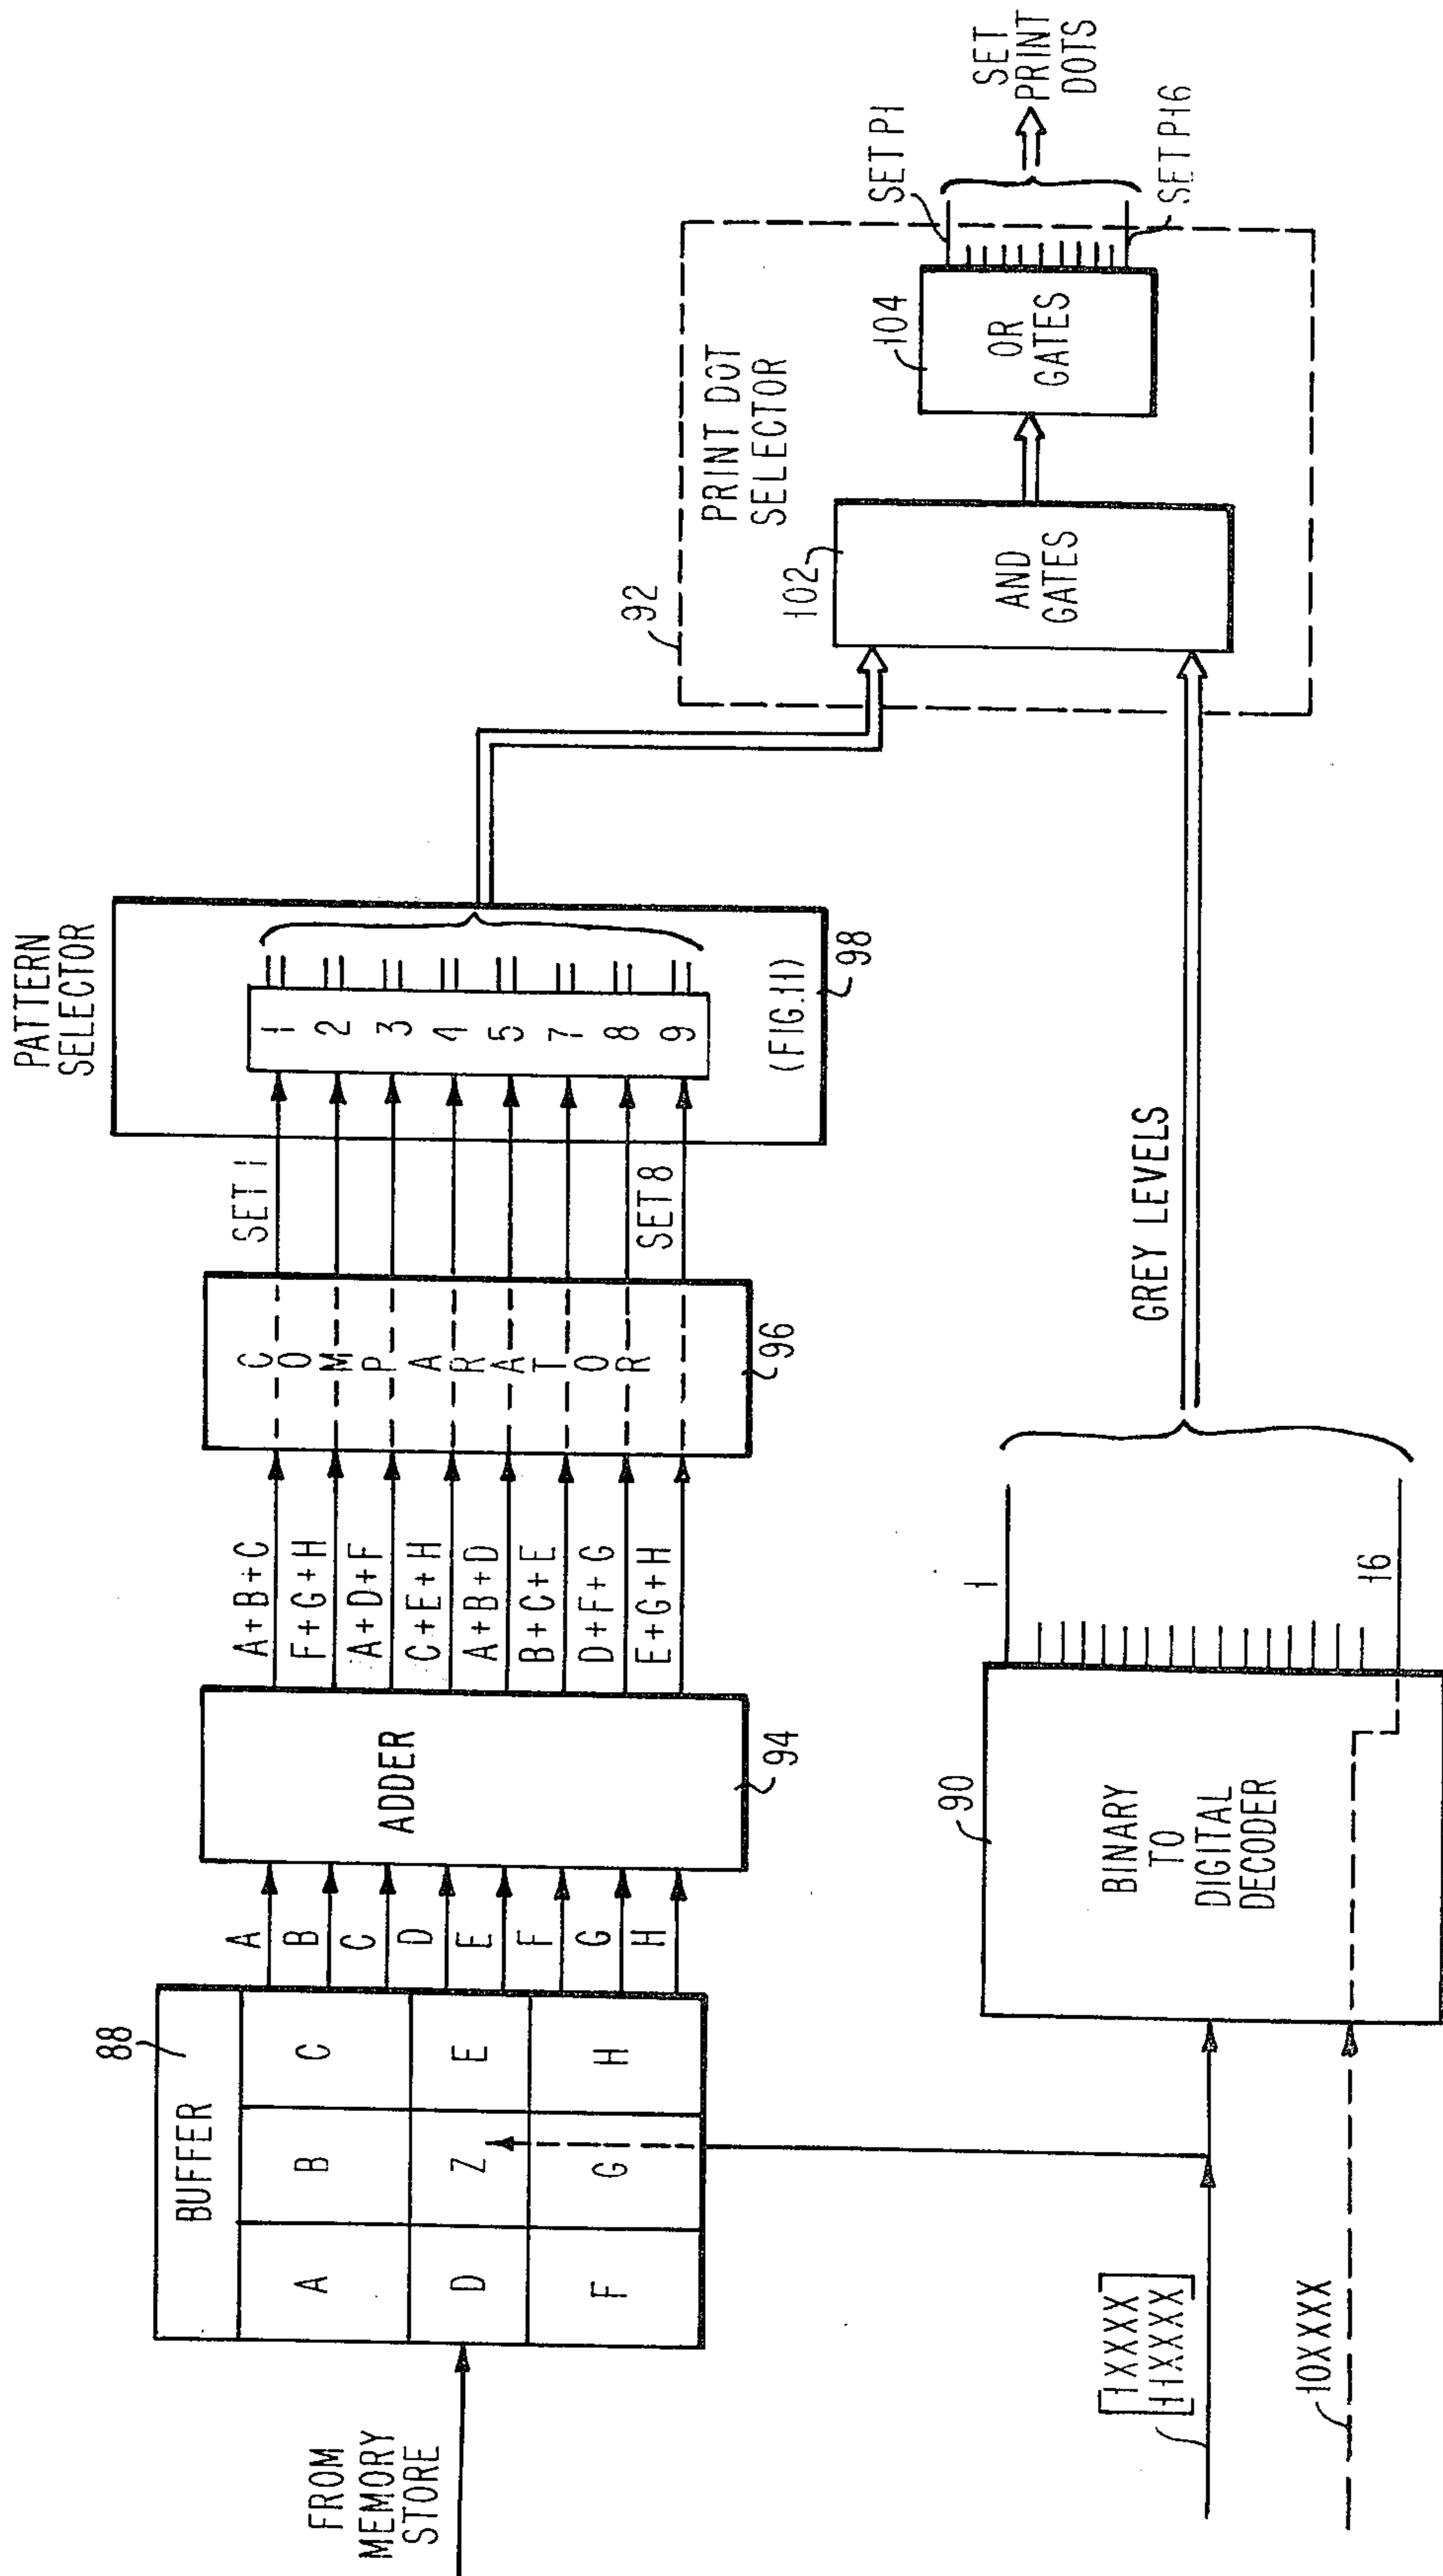 FROM
MEMORY
STORE
BUFFER
88
A
B
C
D
Z
E
F
G
H
A
B
C
D
E
F
G
H
ADDER
94
A+B+C
F+G+H
A+D+F
C+E+H
A+B+D
B+C+E
D+F+G
E+G+H
COMPARATOR
96
SET 1
SET 8
PATTERN
SELECTOR
1
2
3
4
5
7
8
9
(FIG.11)
98
[1XXXX
11XXXX]
10XXXX
BINARY
TO
DIGITAL
DECODER
90
1
16
GREY LEVELS
92
PRINT DOT
SELECTOR
102
AND
GATES
104
OR
GATES
SET P1
SET P16
SET
PRINT
DOTS